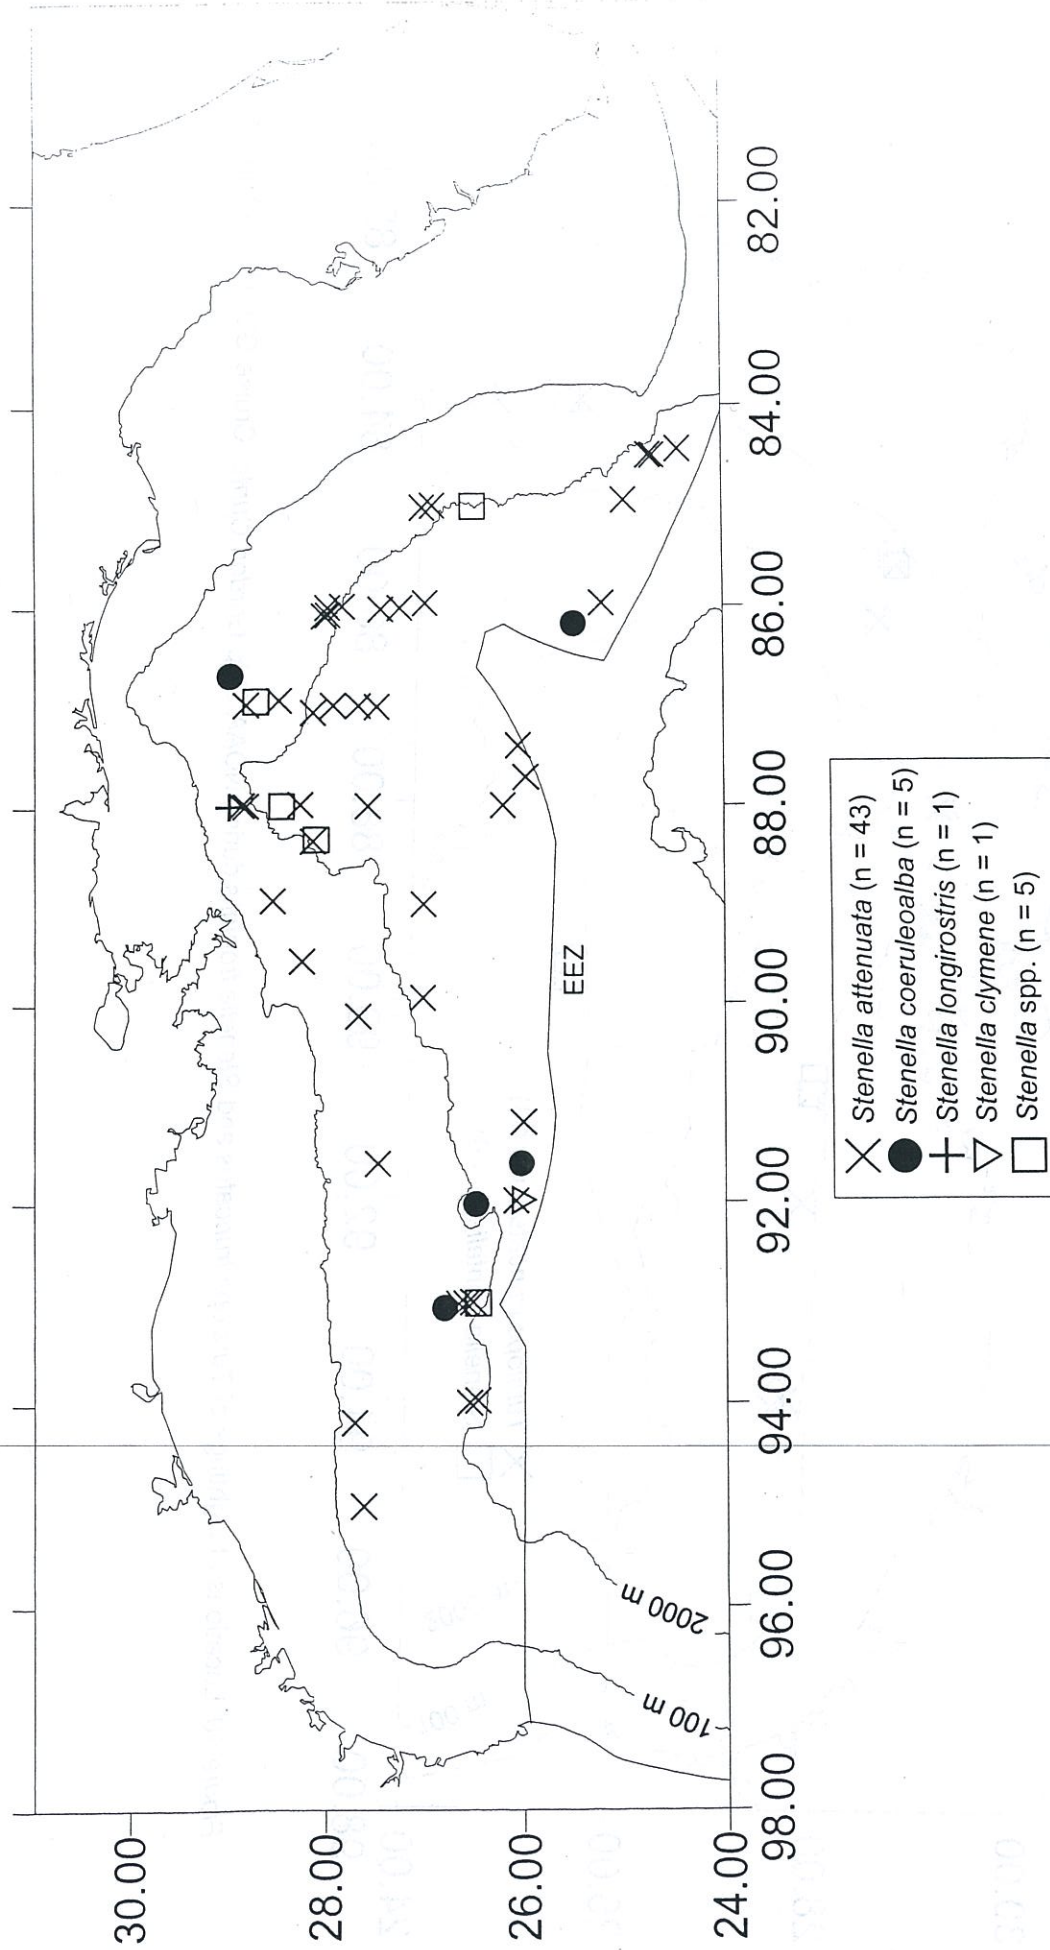 30.00
28.00
26.00
24.00
98.00
96.00
94.00
92.00
90.00
88.00
86.00
84.00
82.00
EEZ
2000 m
100 m
Stenella attenuata (n = 43)
Stenella coeruleoalba (n = 5)
Stenella longirostris (n = 1)
Stenella clymene (n = 1)
Stenella spp. (n = 5)